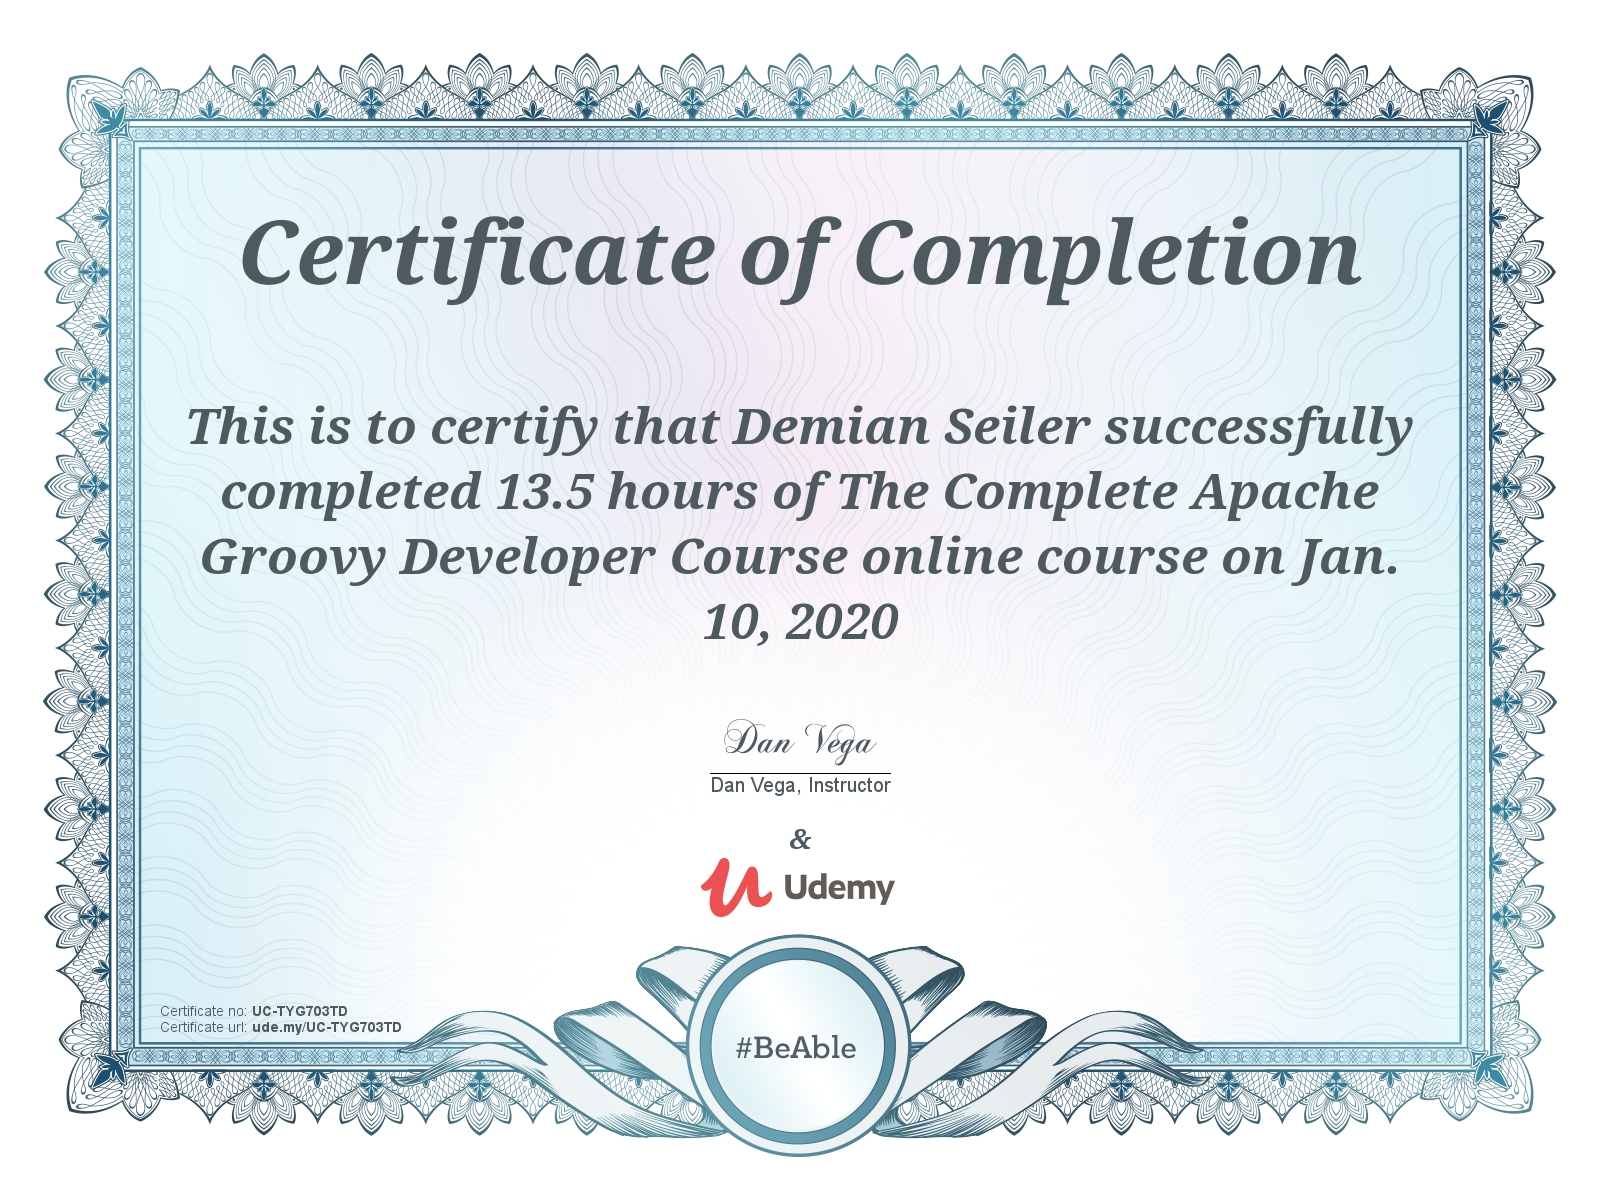 Certificate of Completion
This is to certify that Demian Seiler successfully
completed 13.5 hours of The Complete Apache
Groovy Developer Course online course on Jan.
10, 2020
Dan Vega
Dan Vega, Instructor
&
Udemy
Certificate no: UC-TYG703TD
Certificate url: ude.my/UC-TYG703TD
#BeAble